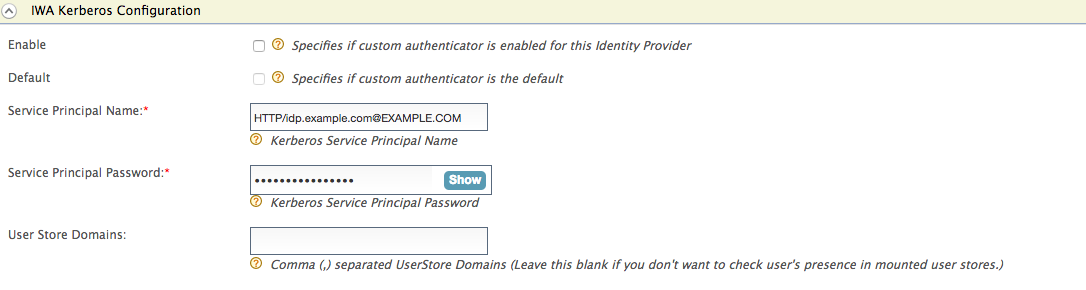 IWA Kerberos Configuration
Enable
Specifies if custom authenticator is enabled for this Identity Provider
Default
Specifies if custom authenticator is the default
Service Principal Name:*
HTTP/idp.example.com@EXAMPLE.COM
Kerberos Service Principal Name
Service Principal Password:*
•••••••••••••••• Show
Kerberos Service Principal Password
User Store Domains:
Comma (,) separated UserStore Domains (Leave this blank if you don't want to check user's presence in mounted user stores.)